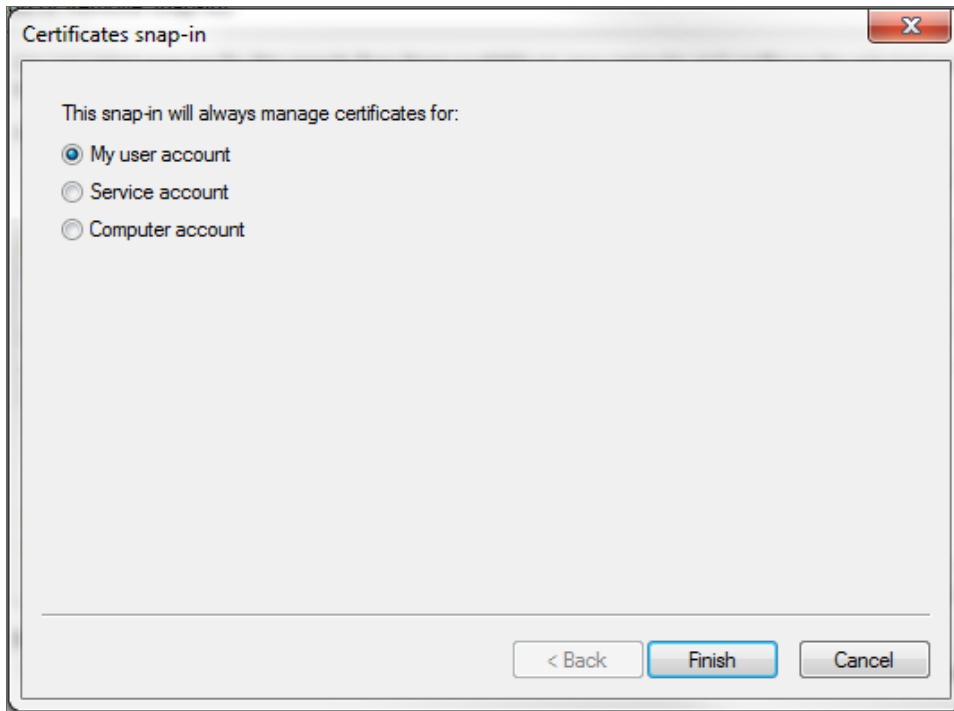 Certificates snap-in
This snap-in will always manage certificates for:
My user account
Service account
Computer account
< Back
Finish
Cancel